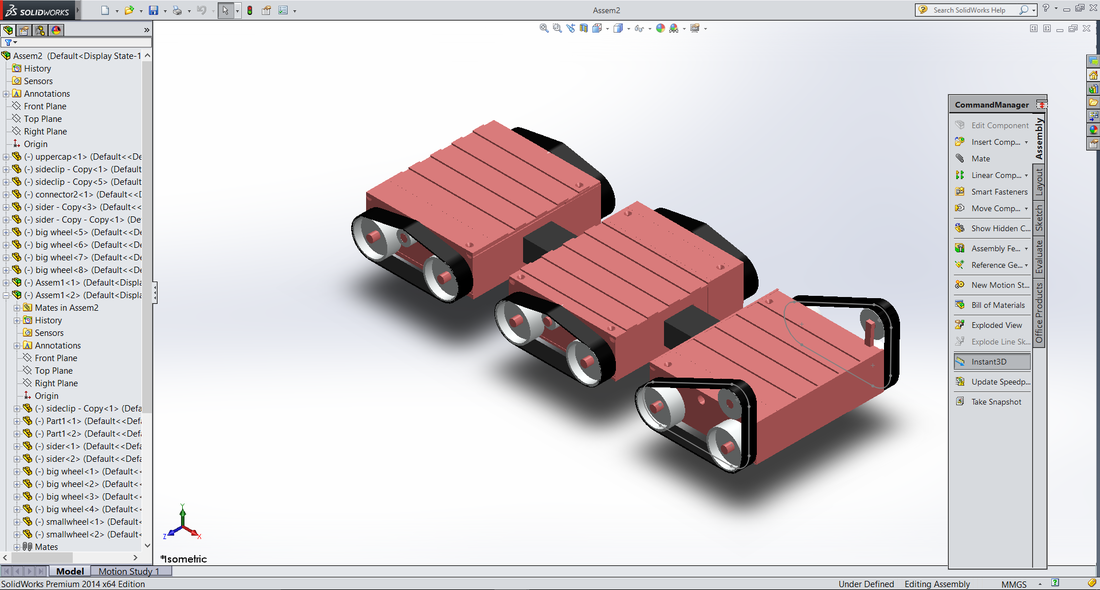 SOLIDWORKS
Assem2
Search SolidWorks Help
Assem2 (Default<Display State-1
History
Sensors
Annotations
Front Plane
Top Plane
Right Plane
Origin
(-) uppercap<1> (Default<<De
(-) sideclip - Copy<1> (Default
(-) sideclip - Copy<5> (Default
(-) connector2<1> (Default<<
(-) sider - Copy<3> (Default<
(-) sider - Copy - Copy<1> (De
(-) big wheel<5> (Default<<D
(-) big wheel<6> (Default<<D
(-) big wheel<7> (Default<<D
(-) big wheel<8> (Default<<D
(-) Assem1<1> (Default<Displ
(-) Assem1<2> (Default<Displa
Mates in Assem2
History
Sensors
Annotations
Front Plane
Top Plane
Right Plane
Origin
(-) sideclip - Copy<1> (Defa
(-) Part1<1> (Default<<Def
(-) Part1<2> (Default<<Def
(-) sider<1> (Default<<Defa
(-) sider<2> (Default<<Defa
(-) big wheel<1> (Default<
(-) big wheel<2> (Default<
(-) big wheel<3> (Default<
(-) big wheel<4> (Default<
(-) smallwheel<1> (Default
(-) smallwheel<2> (Default
Mates
Y
Z
X
*Isometric
CommandManager
Edit Component
Insert Comp...
Mate
Linear Comp...
Smart Fasteners
Move Comp...
Show Hidden C...
Assembly Fe...
Reference Ge...
New Motion St...
Bill of Materials
Exploded View
Explode Line Sk...
Instant3D
Update Speedp...
Take Snapshot
Assembly
Layout
Sketch
Evaluate
Office Products
Model
Motion Study 1
SolidWorks Premium 2014 x64 Edition
Under Defined
Editing Assembly
MMGS